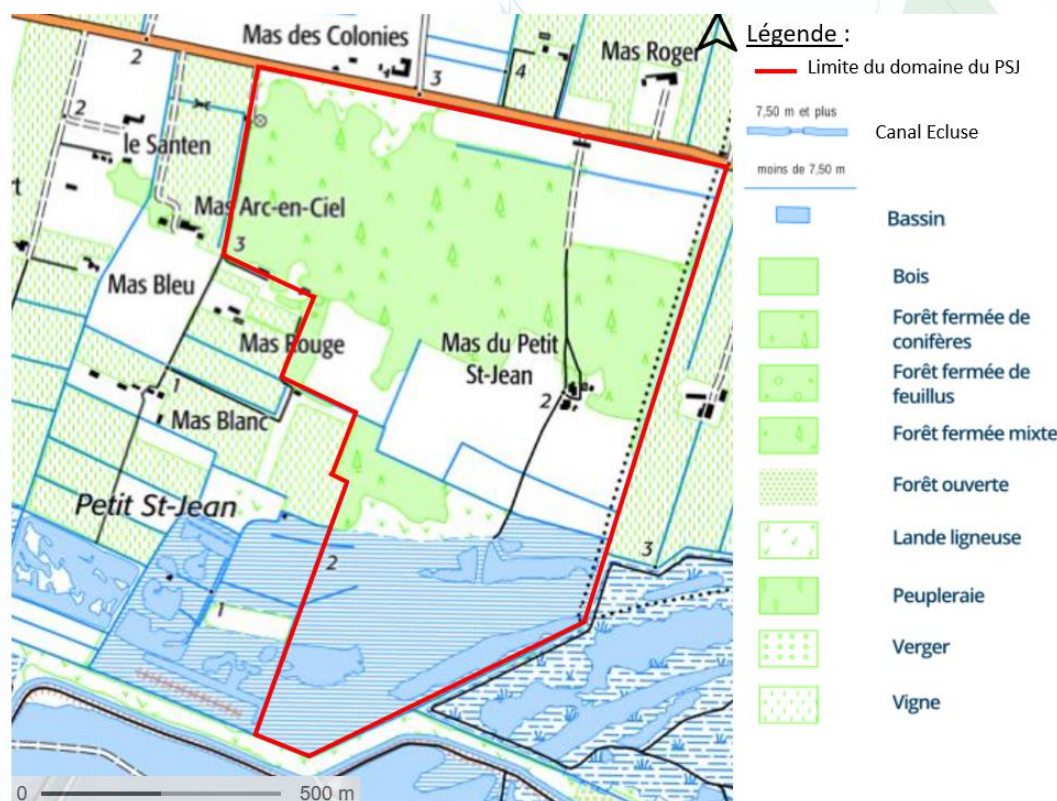 Mas des Colonies
Mas Roger
2
3
4
2
le Santen
Mas Arc-en-Ciel
3
Mas Bleu
Mas Rouge
Mas du Petit
St-Jean
2
1
Mas Blanc
Petit St-Jean
2
3
1
0
500 m
Légende :
Limite du domaine du PSJ
7,50 m et plus
Canal Ecluse
moins de 7,50 m
Bassin
Bois
Forêt fermée de
conifères
Forêt fermée de
feuillus
Forêt fermée mixte
Forêt ouverte
Lande ligneuse
Peupleraie
Verger
Vigne